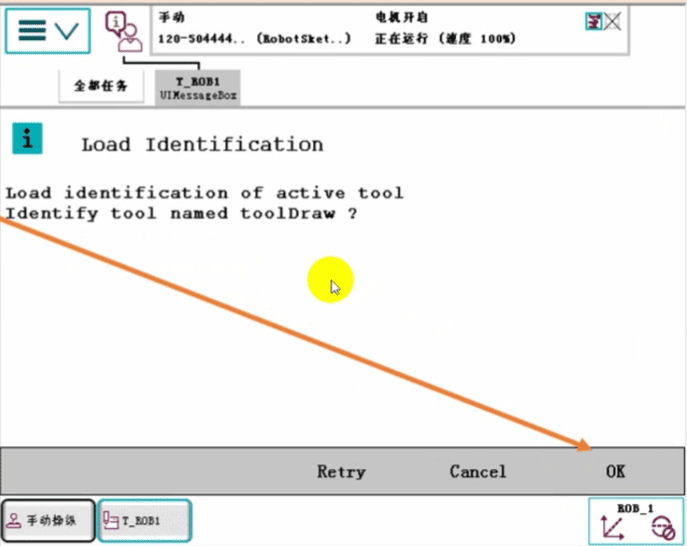 手动
电机开启
120-504444.. (RobotSket..)
正在运行 (速度 100%)
全部任务
T_ROB1
UIMessageBox
i
Load Identification
Load identification of active tool
Identify tool named toolDraw ?
Retry
Cancel
OK
手动操纵
T_ROB1
ROB_1